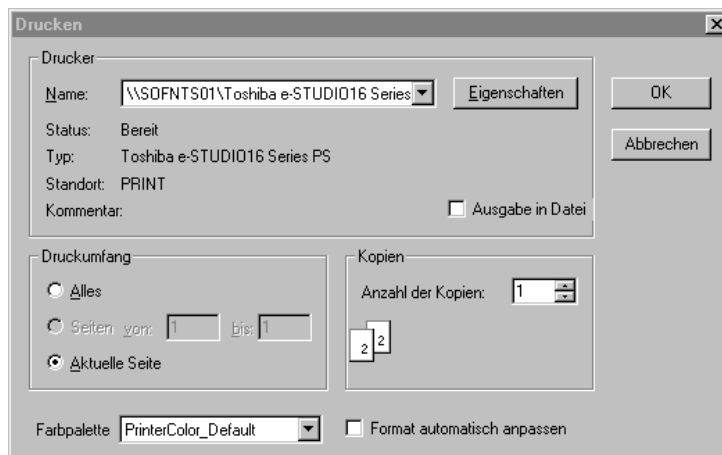 Drucken
Drucker
Name: \\SOFNTS01\Toshiba e-STUDIO16 Series Eigenschaften OK
Status: Bereit Abbrechen
Typ: Toshiba e-STUDIO16 Series PS
Standort: PRINT
Kommentar: Ausgabe in Datei
Druckumfang Kopien
Alles Anzahl der Kopien: 1
Seiten von: 1 bis: 1
2 2
Aktuelle Seite
Farbpalette PrinterColor_Default Format automatisch anpassen